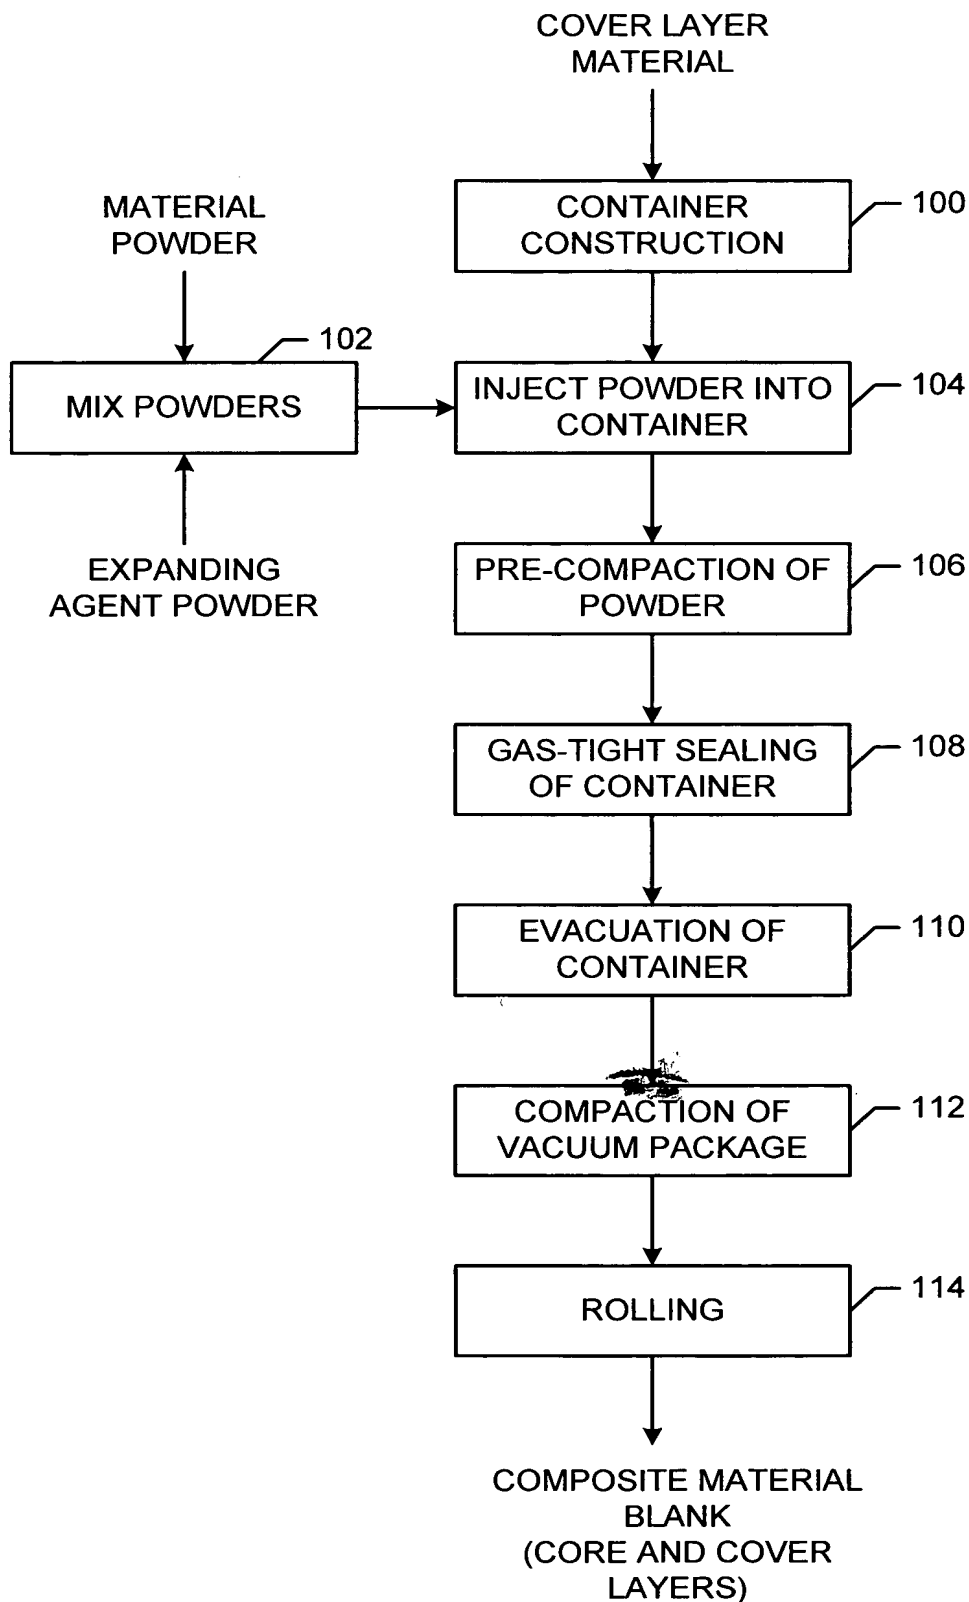 COVER LAYER
MATERIAL
CONTAINER
CONSTRUCTION
100
MATERIAL
POWDER
102
MIX POWDERS
EXPANDING
AGENT POWDER
INJECT POWDER INTO
CONTAINER
104
PRE-COMPACTION OF
POWDER
106
GAS-TIGHT SEALING
OF CONTAINER
108
EVACUATION OF
CONTAINER
110
COMPACTION OF
VACUUM PACKAGE
112
ROLLING
114
COMPOSITE MATERIAL
BLANK
(CORE AND COVER
LAYERS)